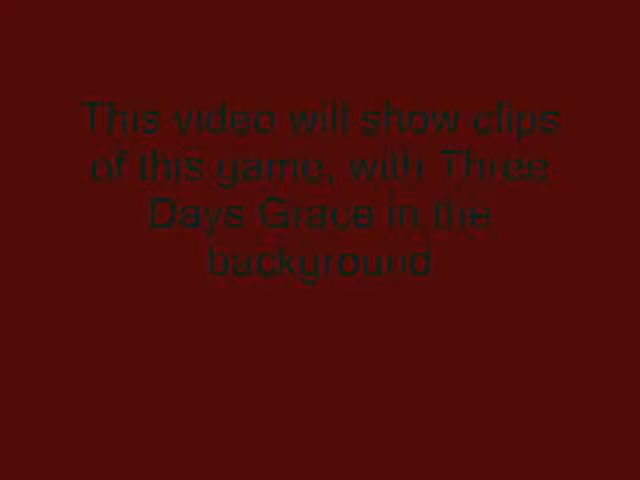 This video will show clips
of this game, with Three
Days Grace in the
background